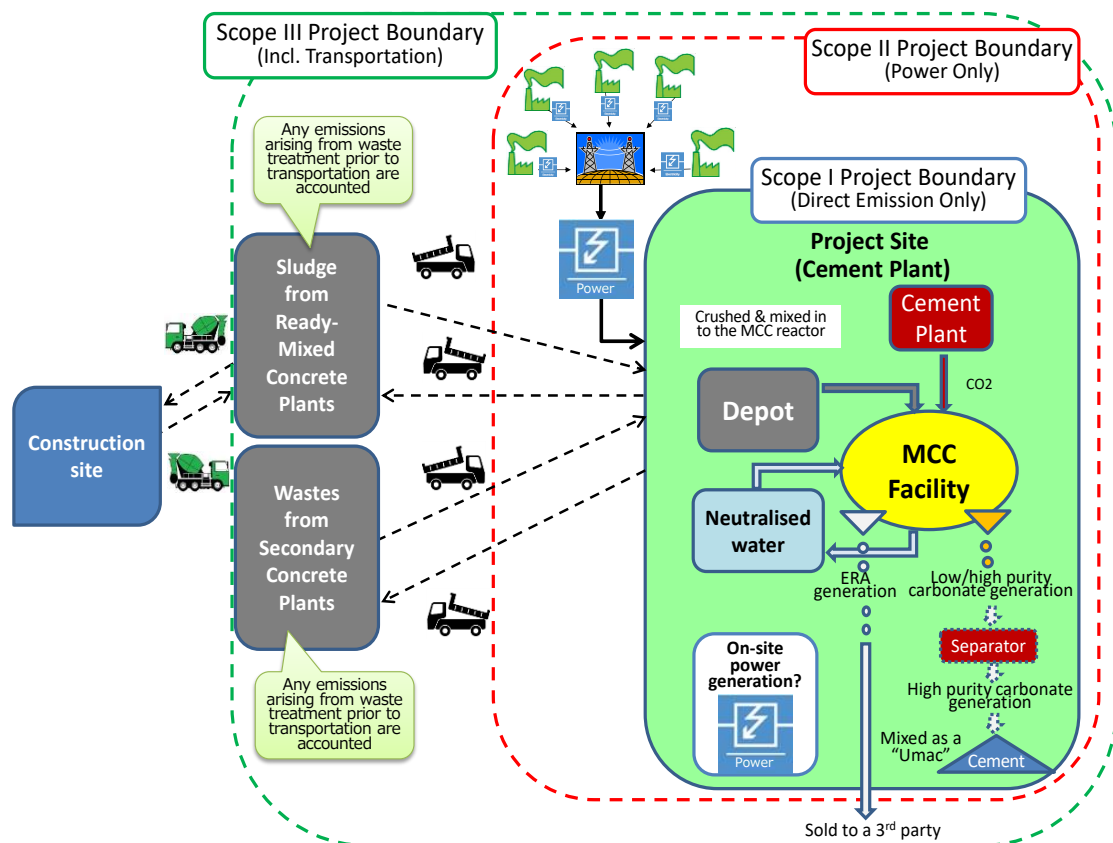 Scope III Project Boundary
(Incl. Transportation)
Scope II Project Boundary
(Power Only)
Any emissions
arising from waste
treatment prior to
transportation are
accounted
Scope I Project Boundary
(Direct Emission Only)
Project Site
(Cement Plant)
Sludge
from
Ready-
Mixed
Concrete
Plants
Power
Crushed & mixed in
to the MCC reactor
Cement
Plant
CO2
Depot
MCC
Facility
Construction
site
Wastes
from
Secondary
Concrete
Plants
Neutralised
water
ERA
generation
Low/high purity
carbonate generation
On-site
power
generation?
Power
Separator
High purity carbonate
generation
Mixed as a
“Umac”
Cement
Any emissions
arising from waste
treatment prior to
transportation are
accounted
Sold to a 3rd party